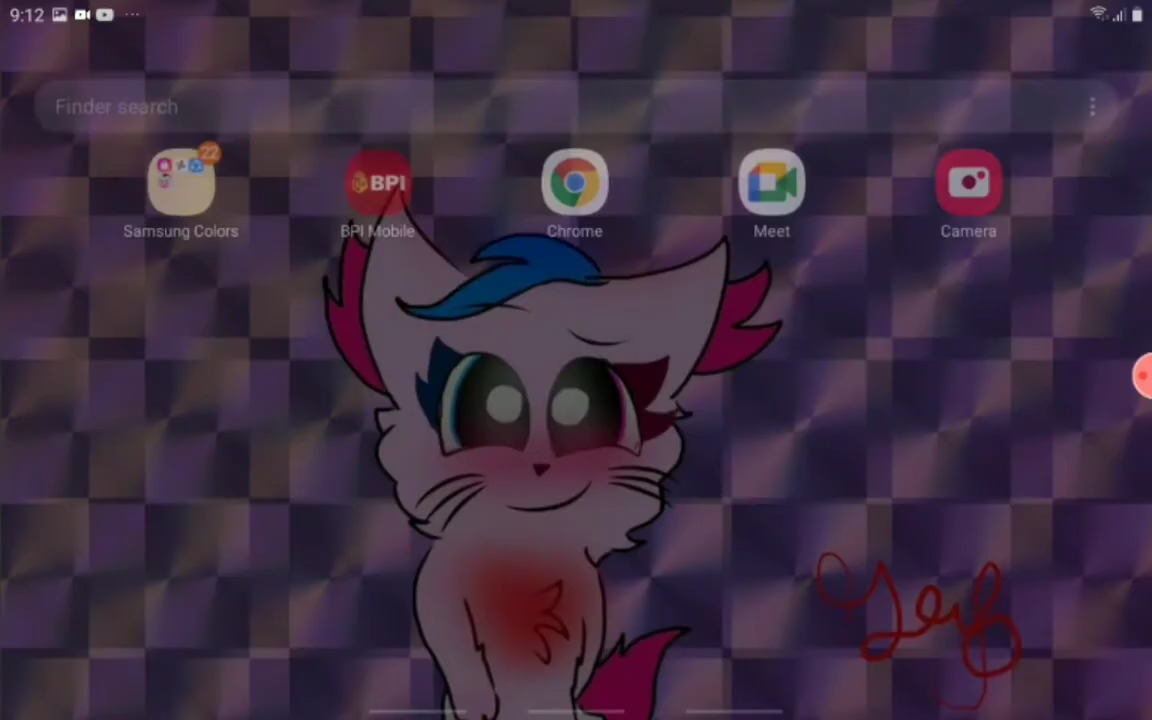 9:12
Finder search
22
BPI
Samsung Colors
BPI Mobile
Chrome
Meet
Camera